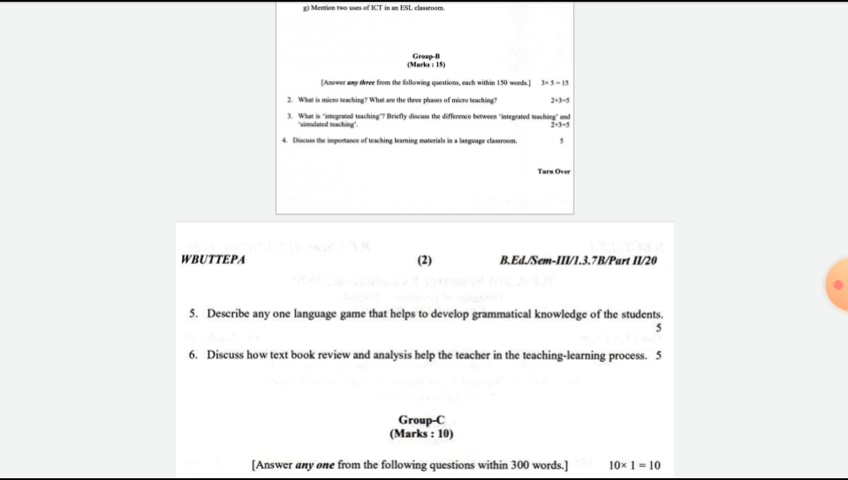 g) Mention two uses of ICT in an ESL classroom.
Group-B
(Marks : 15)
[Answer any three from the following questions, each within 150 words.] 3× 5 = 15
2. What is micro teaching? What are the three phases of micro teaching? 2+3=5
3. What is 'integrated teaching'? Briefly discuss the difference between 'integrated teaching' and
'simulated teaching'. 2+3=5
4. Discuss the importance of teaching learning materials in a language classroom. 5
Turn Over
WBUTTEPA (2) B.Ed./Sem-III/1.3.7B/Part II/20
5. Describe any one language game that helps to develop grammatical knowledge of the students.
5
6. Discuss how text book review and analysis help the teacher in the teaching-learning process. 5
Group-C
(Marks : 10)
[Answer any one from the following questions within 300 words.] 10× 1 = 10